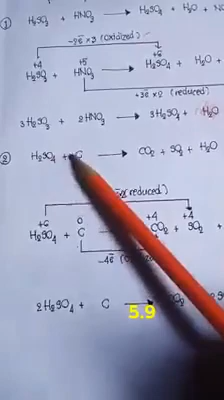 ① H₂SO₃ + HNO₃ → H₂SO₄ + H₂O + NO
-2e × 3 (oxidized)
+4 +5 +6
H₂SO₃ + HNO₃ → H₂SO₄ + H₂O +
+3e × 2 (reduced)
3H₂SO₃ + 2HNO₃ → 3H₂SO₄ + H₂O
② H₂SO₄ + C → CO₂ + SO₂ + H₂O
(reduced)
+6 0 +4 +4
H₂SO₄ + C → CO₂ + SO₂ +
-4e
2H₂SO₄ + C →
5.9